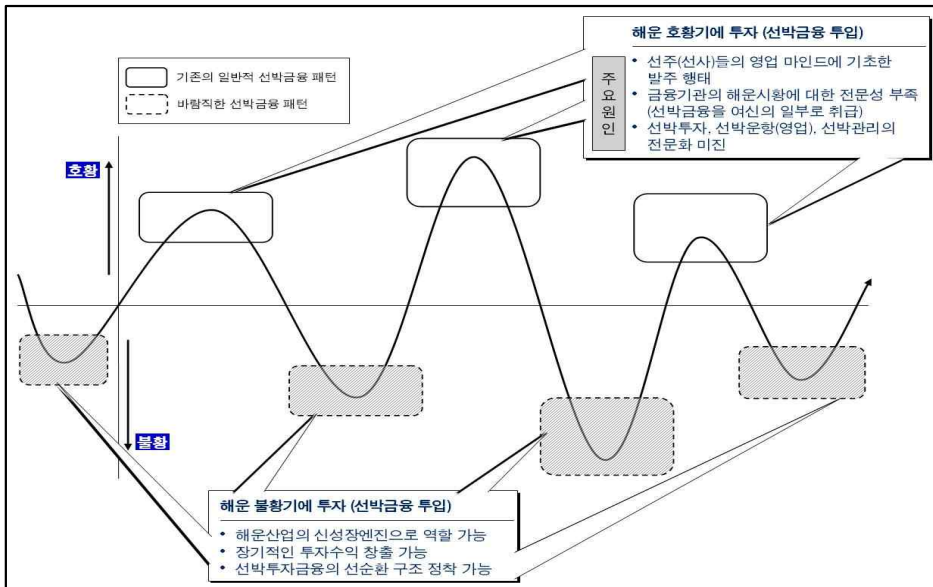 해운 호황기에 투자 (선박금융 투입)
주요원인
• 선주(선사)들의 영업 마인드에 기초한
발주 행태
• 금융기관의 해운시황에 대한 전문성 부족
(선박금융을 여신의 일부로 취급)
• 선박투자, 선박운항(영업), 선박관리의
전문화 미진
기존의 일반적 선박금융 패턴
바람직한 선박금융 패턴
호황
불황
해운 불황기에 투자 (선박금융 투입)
• 해운산업의 신성장엔진으로 역할 가능
• 장기적인 투자수익 창출 가능
• 선박투자금융의 선순환 구조 정착 가능